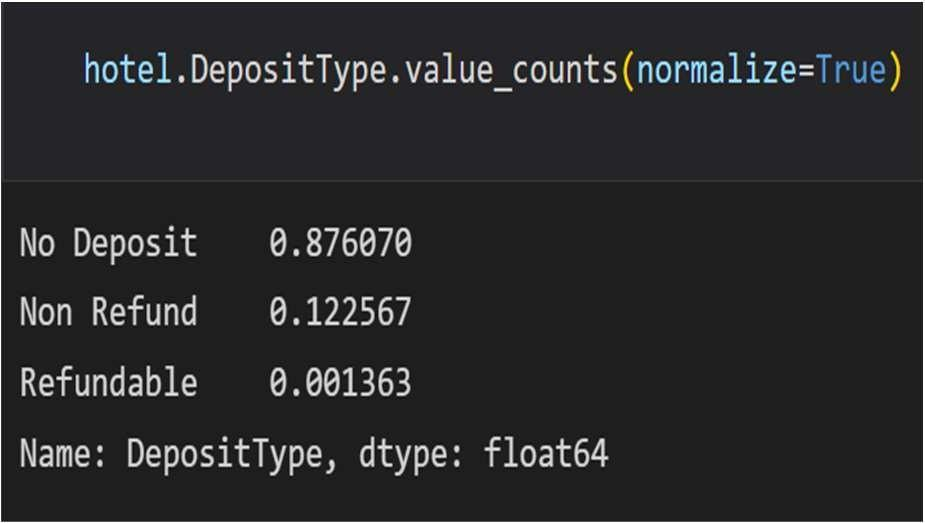 hotel.DepositType.value_counts(normalize=True)
No Deposit    0.876070
Non Refund    0.122567
Refundable    0.001363
Name: DepositType, dtype: float64